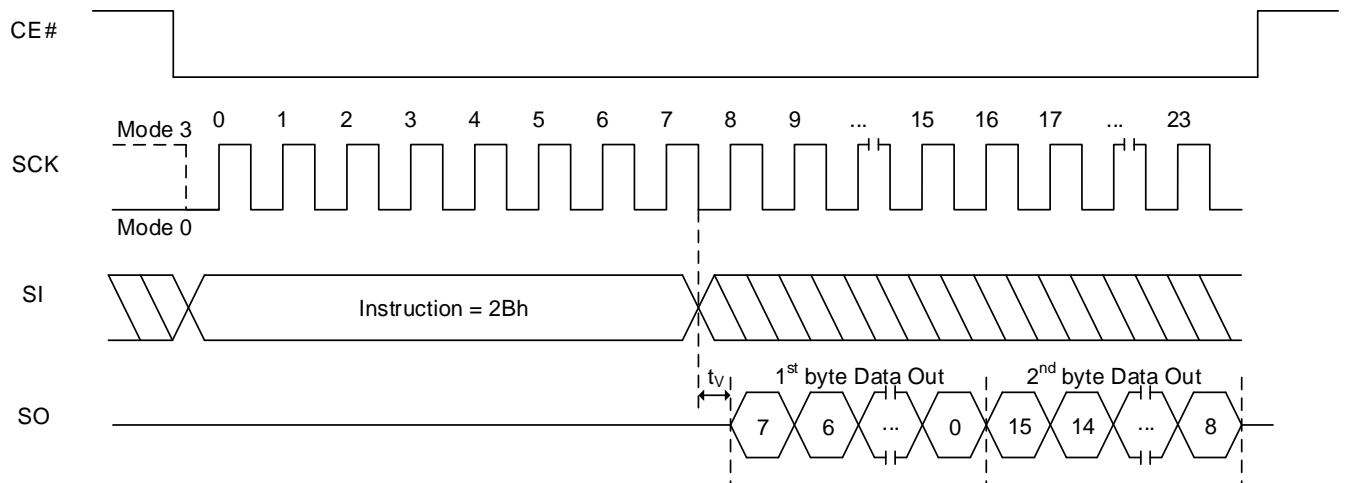 CE#
0 1 2 3 4 5 6 7 8 9 ... 15 16 17 ... 23
Mode 3
SCK
Mode 0
SI
Instruction = 2Bh
tV 1st byte Data Out 2nd byte Data Out
SO
7 6 ... 0 15 14 ... 8